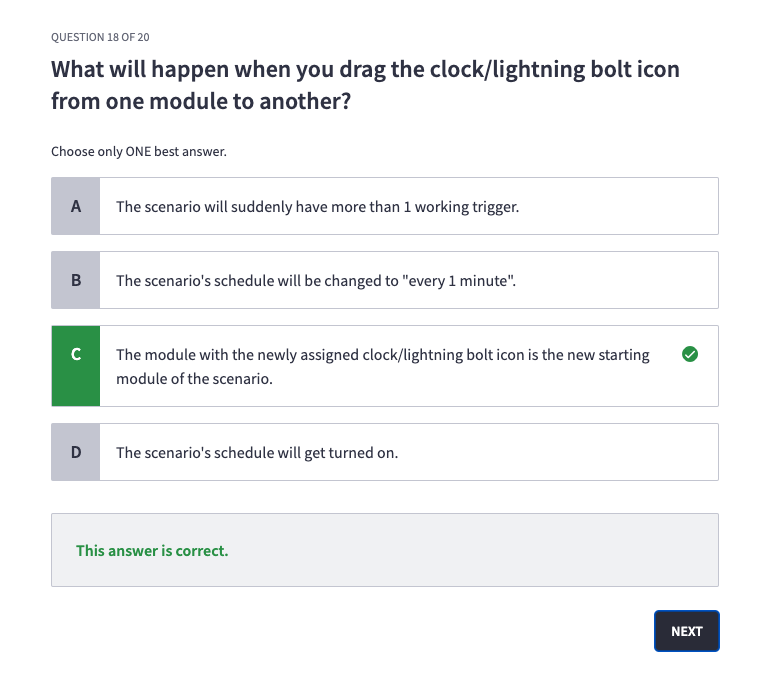 QUESTION 18 OF 20
What will happen when you drag the clock/lightning bolt icon
from one module to another?
Choose only ONE best answer.
A
The scenario will suddenly have more than 1 working trigger.
B
The scenario's schedule will be changed to "every 1 minute".
C
The module with the newly assigned clock/lightning bolt icon is the new starting
module of the scenario.
D
The scenario's schedule will get turned on.
This answer is correct.
NEXT